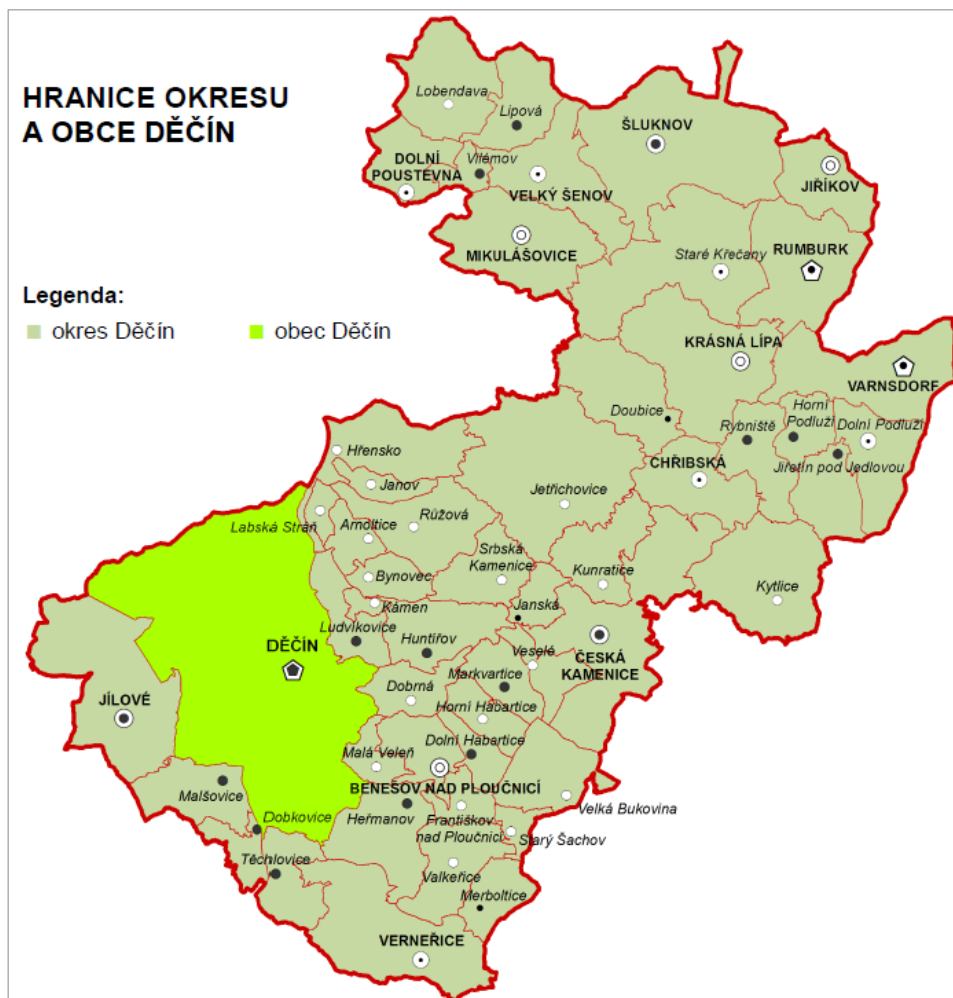 HRANICE OKRESU
A OBCE DĚČÍN
Lobendava
Lipová
ŠLUKNOV
DOLNÍ
POUSTEVNA
Vilémov
VELKÝ ŠENOV
JIŘÍKOV
MIKULÁŠOVICE
Staré Křečany
RUMBURK
Legenda:
okres Děčín
obec Děčín
KRÁSNÁ LÍPA
VARNSDORF
Doubice
Rybniště
Horní
Podluží
Dolní Podluží
Hřensko
CHŘIBSKÁ
Jiřetín pod Jedlovou
Janov
Jetřichovice
Labská Stráň
Arnoltice
Růžová
Srbská
Kamenice
Kunratice
Bynovec
Kytlice
Kámen
Janská
Ludvíkovice
Huntířov
DĚČÍN
Veselé
ČESKÁ
KAMENICE
Markvartice
Dobrná
JÍLOVÉ
Horní Habartice
Dolní Habartice
Malá Veleň
BENEŠOV NAD PLOUČNICÍ
Malšovice
Velká Bukovina
Dobkovice
Heřmanov
Františkov
nad Ploučnicí
Starý Šachov
Těchlovice
Valkeřice
Merboltice
VERNEŘICE